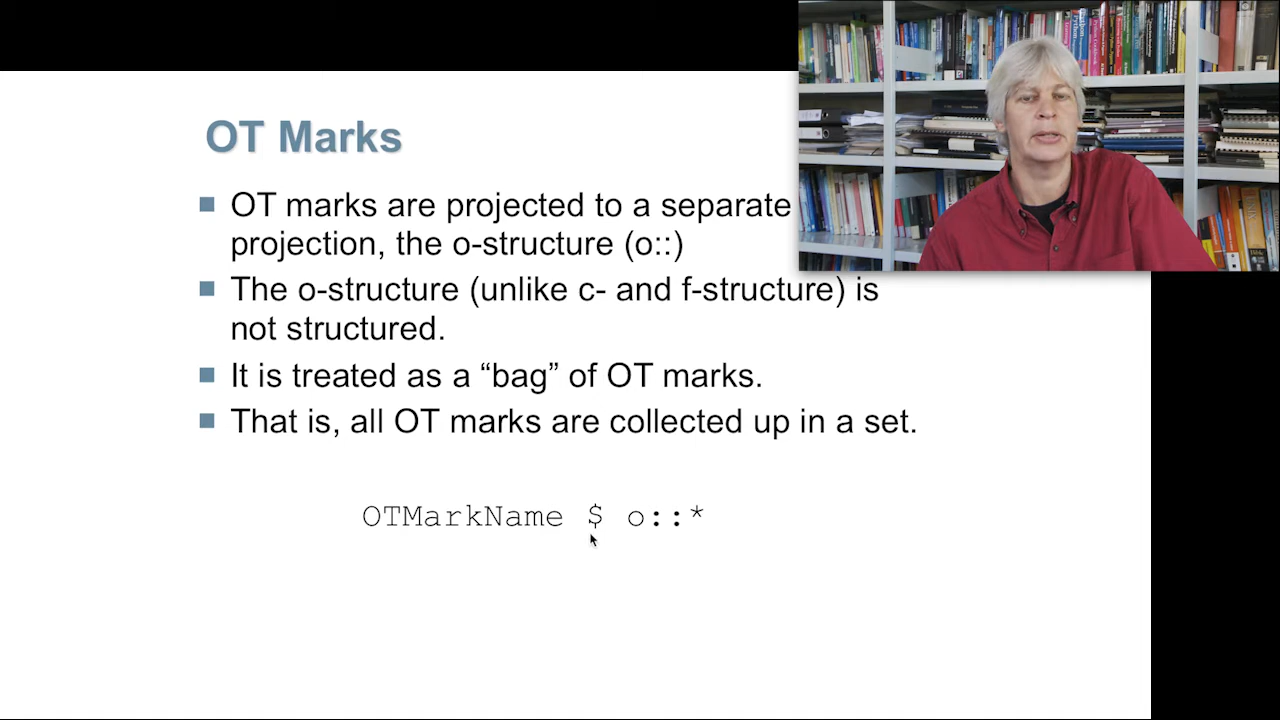 OT Marks
OT marks are projected to a separate
projection, the o-structure (o::)
The o-structure (unlike c- and f-structure) is
not structured.
It is treated as a “bag” of OT marks.
That is, all OT marks are collected up in a set.
OTMarkName $ o::*